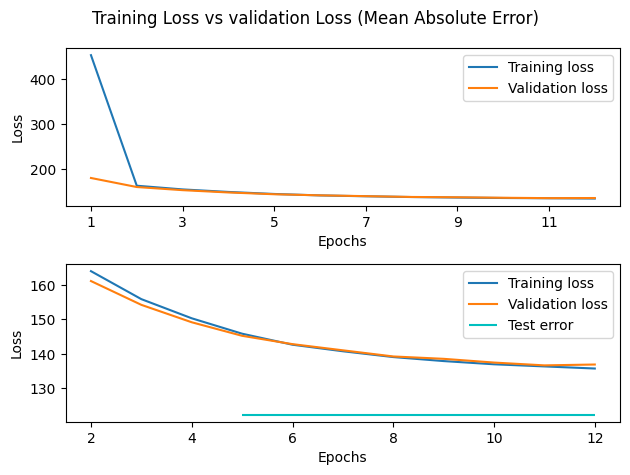 Training Loss vs validation Loss (Mean Absolute Error)
400
300
200
Loss
Training loss
Validation loss
1 3 5 7 9 11
Epochs
160
150
140
130
Loss
Training loss
Validation loss
Test error
2 4 6 8 10 12
Epochs